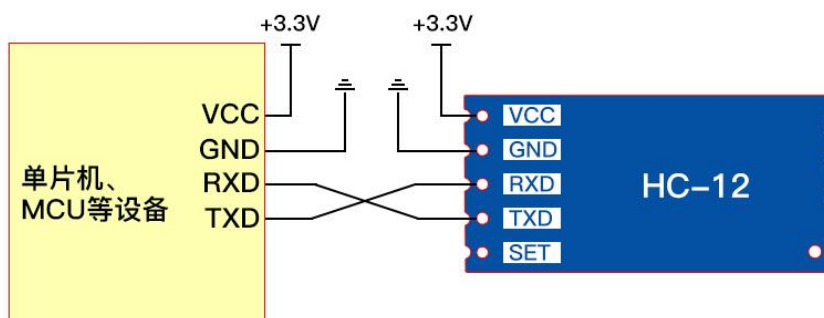 +3.3V
+3.3V
VCC
GND
RXD
TXD
单片机、
MCU等设备
VCC
GND
RXD
TXD
SET
HC-12